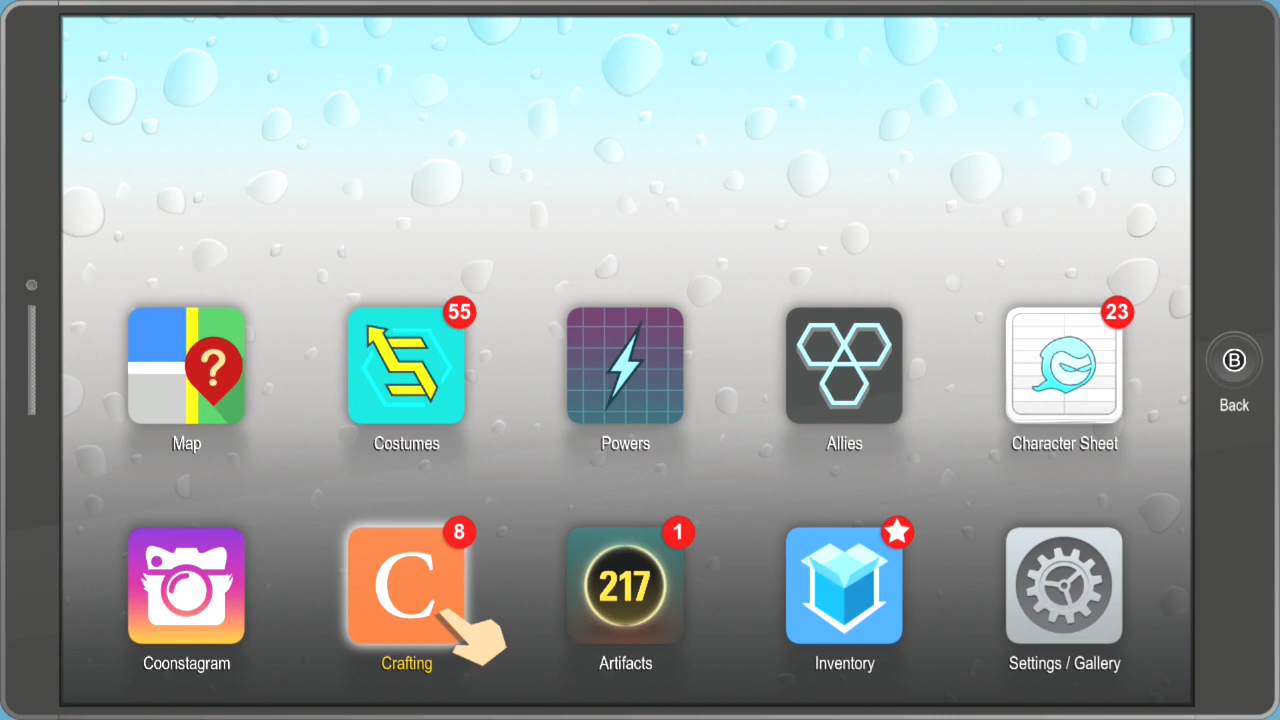 55
23
?
Map
Costumes
Powers
Allies
Character Sheet
B
Back
8
1
C
217
Coonstagram
Crafting
Artifacts
Inventory
Settings / Gallery